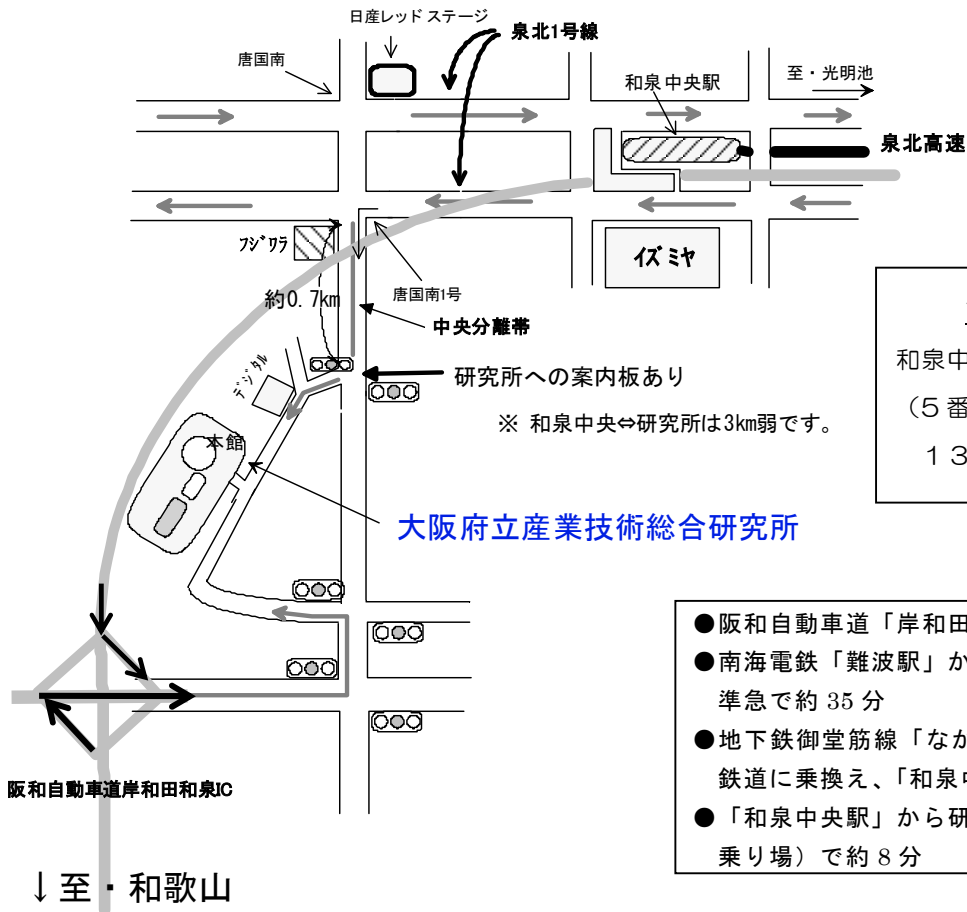 日産レッドステージ
泉北1号線
唐国南
和泉中央駅
至・光明池
泉北高速
フジワラ
イズミヤ
約0.7km
唐国南1号
中央分離帯
デジタル
研究所への案内板あり
※ 和泉中央⇔研究所は3km弱です。
本館
大阪府立産業技術総合研究所
和泉中
(5番
13
●阪和自動車道「岸和田
●南海電鉄「難波駅」か
準急で約 35 分
●地下鉄御堂筋線「なか
鉄道に乗換え、「和泉中
●「和泉中央駅」から研
乗り場)で約 8 分
阪和自動車道岸和田和泉IC
↓至・和歌山